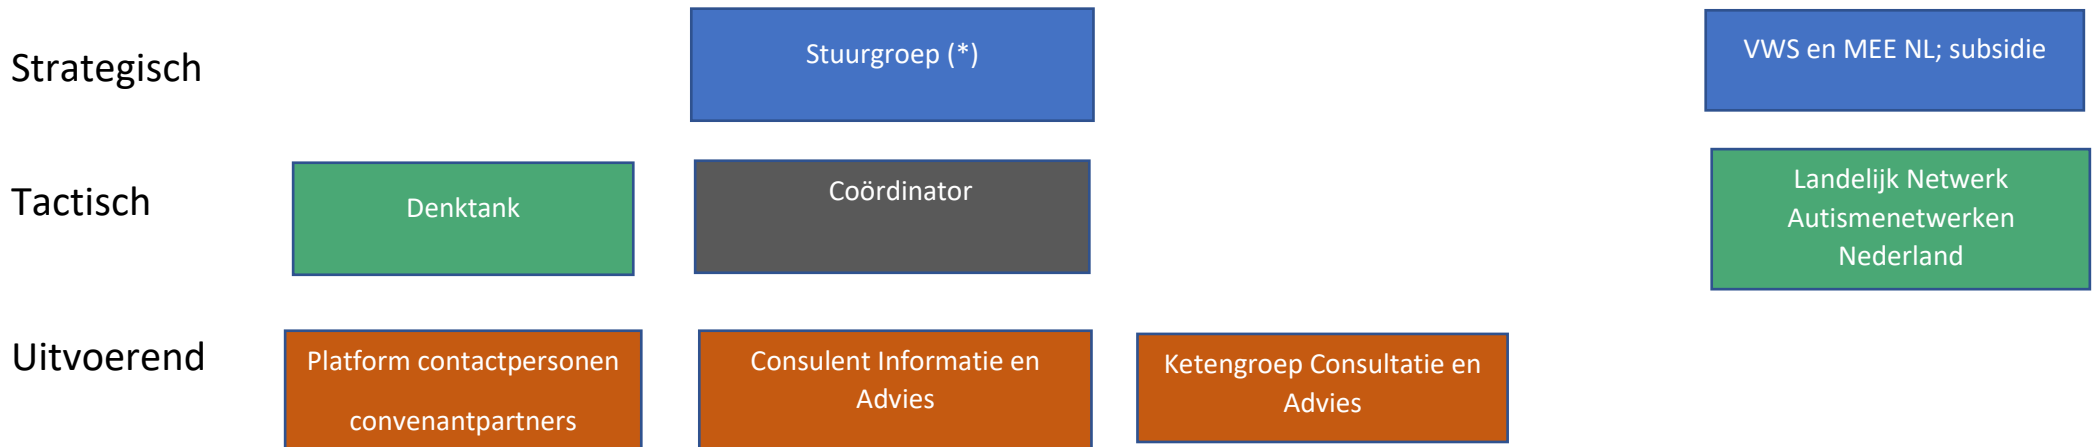 Strategisch
Stuurgroep (*)
VWS en MEE NL; subsidie
Tactisch
Denktank
Coördinator
Landelijk Netwerk
Autismenetwerken
Nederland
Uitvoerend
Platform contactpersonen
convenantpartners
Consulent Informatie en
Advies
Ketengroep Consultatie en
Advies